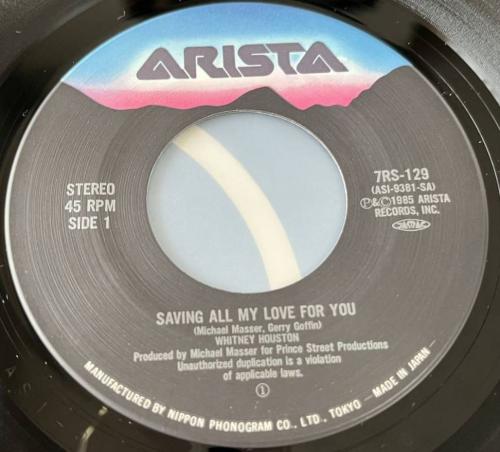 ARISTA
STEREO
45 RPM
SIDE 1
7RS-129
(ASI-9381-SA)
Ⓟ&©1985 ARISTA
RECORDS, INC.
JASRAC
SAVING ALL MY LOVE FOR YOU
(Michael Masser, Gerry Goffin)
WHITNEY HOUSTON
Produced by Michael Masser for Prince Street Productions
Unauthorized duplication is a violation
of applicable laws.
①
MANUFACTURED BY NIPPON PHONOGRAM CO., LTD., TOKYO —MADE IN JAPAN—